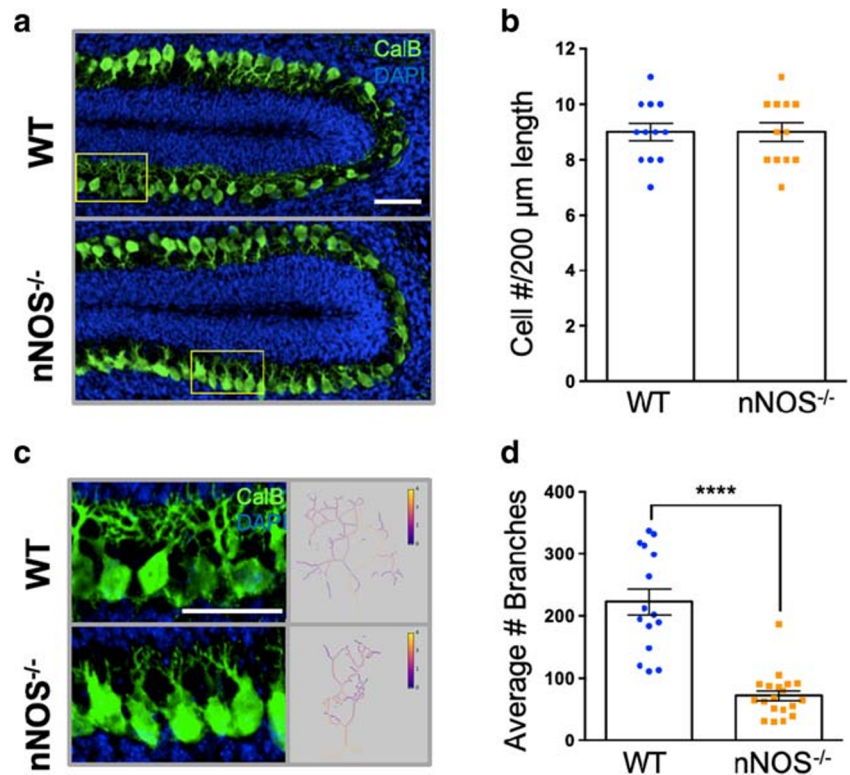 a
CalB
DAPI
WT
nNOS-/-
b
Cell #/200 µm length
12
10
8
6
4
2
0
WT
nNOS-/-
c
CalB
DAPI
WT
nNOS-/-
d
Average # Branches
400
300
200
100
0
****
WT
nNOS-/-